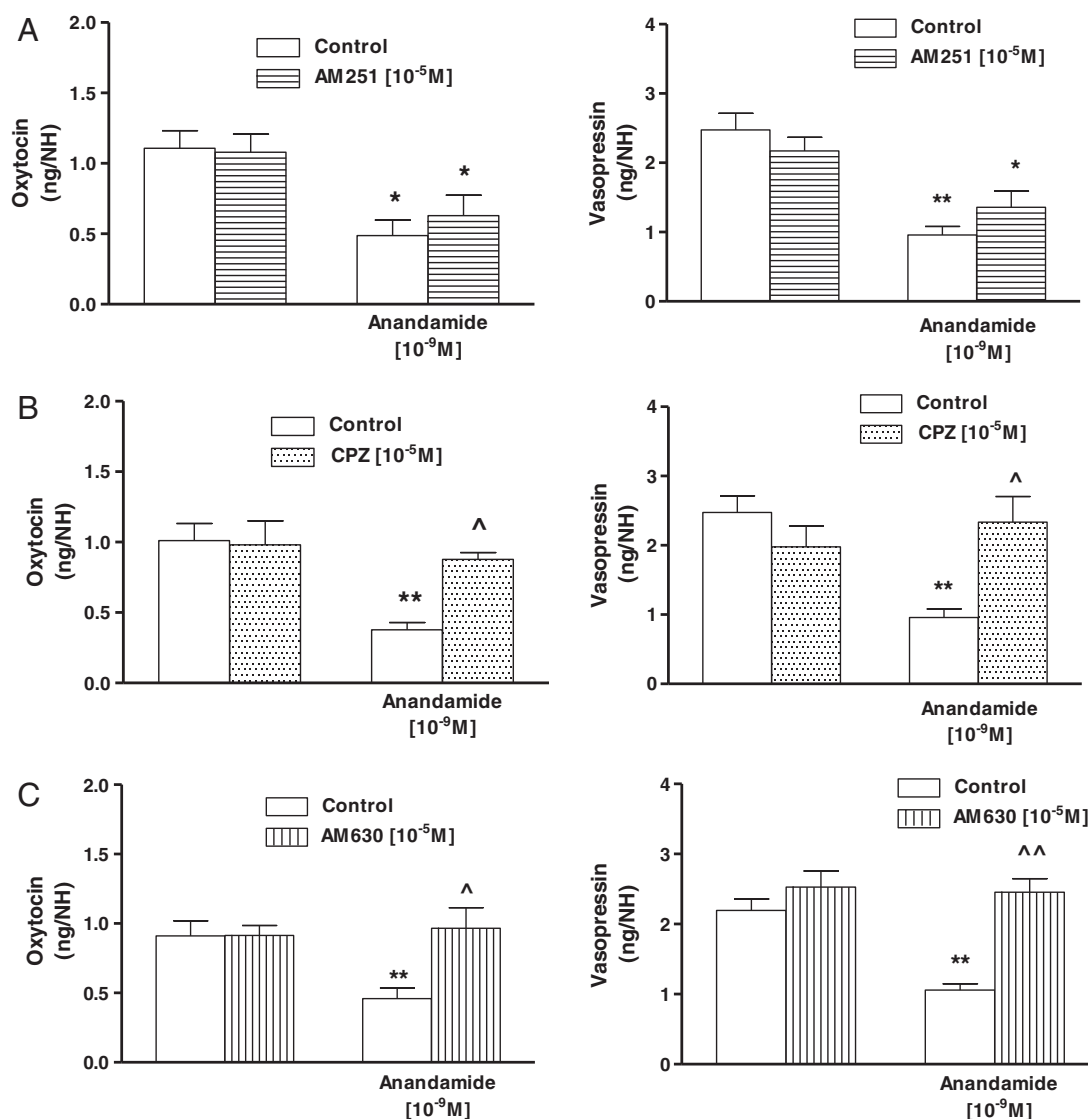 A
Oxytocin
(ng/NH)
2.0
1.5
1.0
0.5
0.0
Control
AM251 [10⁻⁵M]
*
*
Anandamide
[10⁻⁹M]
Vasopressin
(ng/NH)
4
3
2
1
0
Control
AM251 [10⁻⁵M]
**
*
Anandamide
[10⁻⁹M]
B
Oxytocin
(ng/NH)
2.0
1.5
1.0
0.5
0.0
Control
CPZ [10⁻⁵M]
**
^
Anandamide
[10⁻⁹M]
Vasopressin
(ng/NH)
4
3
2
1
0
Control
CPZ [10⁻⁵M]
**
^
Anandamide
[10⁻⁹M]
C
Oxytocin
(ng/NH)
2.0
1.5
1.0
0.5
0.0
Control
AM630 [10⁻⁵M]
**
^
Anandamide
[10⁻⁹M]
Vasopressin
(ng/NH)
4
3
2
1
0
Control
AM630 [10⁻⁵M]
**
^^
Anandamide
[10⁻⁹M]